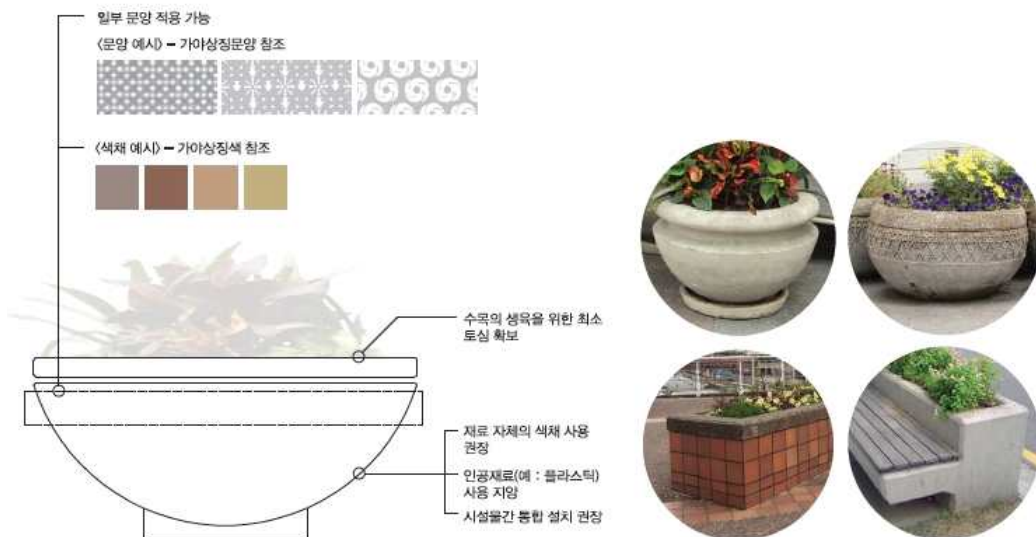 일부 문양 적용 가능
〈문양 예시〉 – 가야상징문양 참조
〈색채 예시〉 – 가야상징색 참조
수목의 생육을 위한 최소
토심 확보
재료 자체의 색채 사용
권장
인공재료(예 : 플라스틱)
사용 지양
시설물간 통합 설치 권장